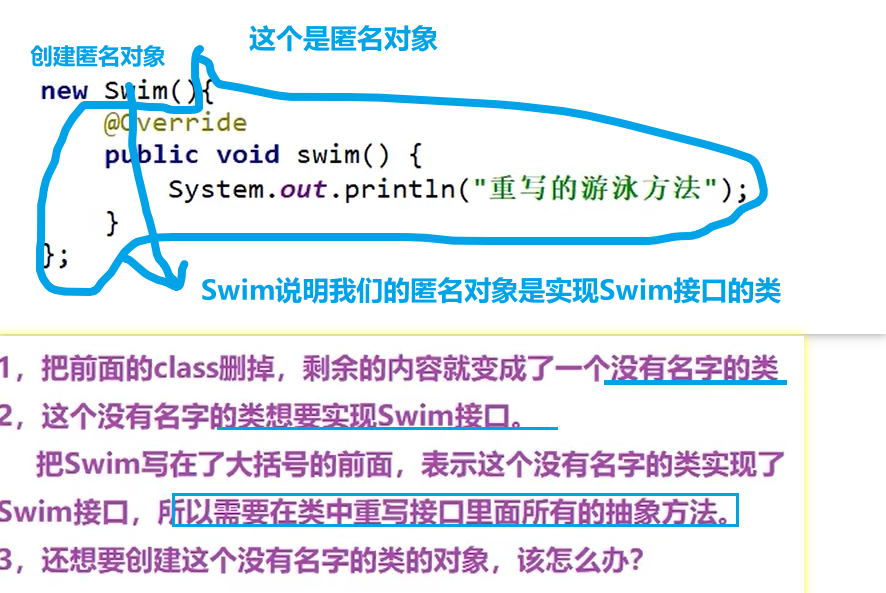 这个是匿名对象
创建匿名对象
new Swim(){
@Override
public void swim() {
System.out.println("重写的游泳方法");
}
};
Swim说明我们的匿名对象是实现Swim接口的类
1，把前面的class删掉，剩余的内容就变成了一个没有名字的类
2，这个没有名字的类想要实现Swim接口。
把Swim写在了大括号的前面，表示这个没有名字的类实现了
Swim接口，所以需要在类中重写接口里面所有的抽象方法。
3，还想要创建这个没有名字的类的对象，该怎么办？